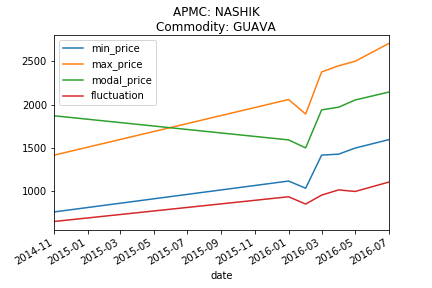 APMC: NASHIK
Commodity: GUAVA
min_price
max_price
modal_price
fluctuation
2500
2000
1500
1000
2014-11
2015-01
2015-03
2015-05
2015-07
2015-09
2015-11
2016-01
2016-03
2016-05
2016-07
date